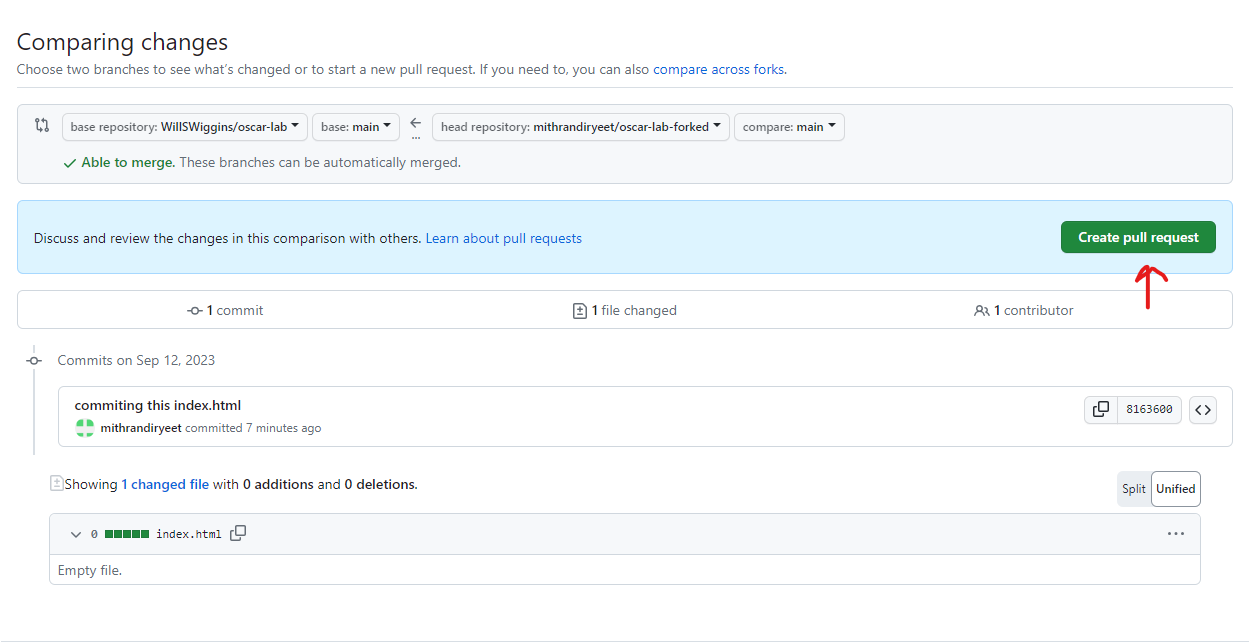 Comparing changes
Choose two branches to see what's changed or to start a new pull request. If you need to, you can also compare across forks.
base repository: WillSWiggins/oscar-lab base: main ... head repository: mithrandiryeet/oscar-lab-forked compare: main
Able to merge. These branches can be automatically merged.
Discuss and review the changes in this comparison with others. Learn about pull requests Create pull request
1 commit 1 file changed 1 contributor
Commits on Sep 12, 2023
commiting this index.html
8163600
mithrandiryeet committed 7 minutes ago
Showing 1 changed file with 0 additions and 0 deletions.
Split Unified
0 index.html
Empty file.